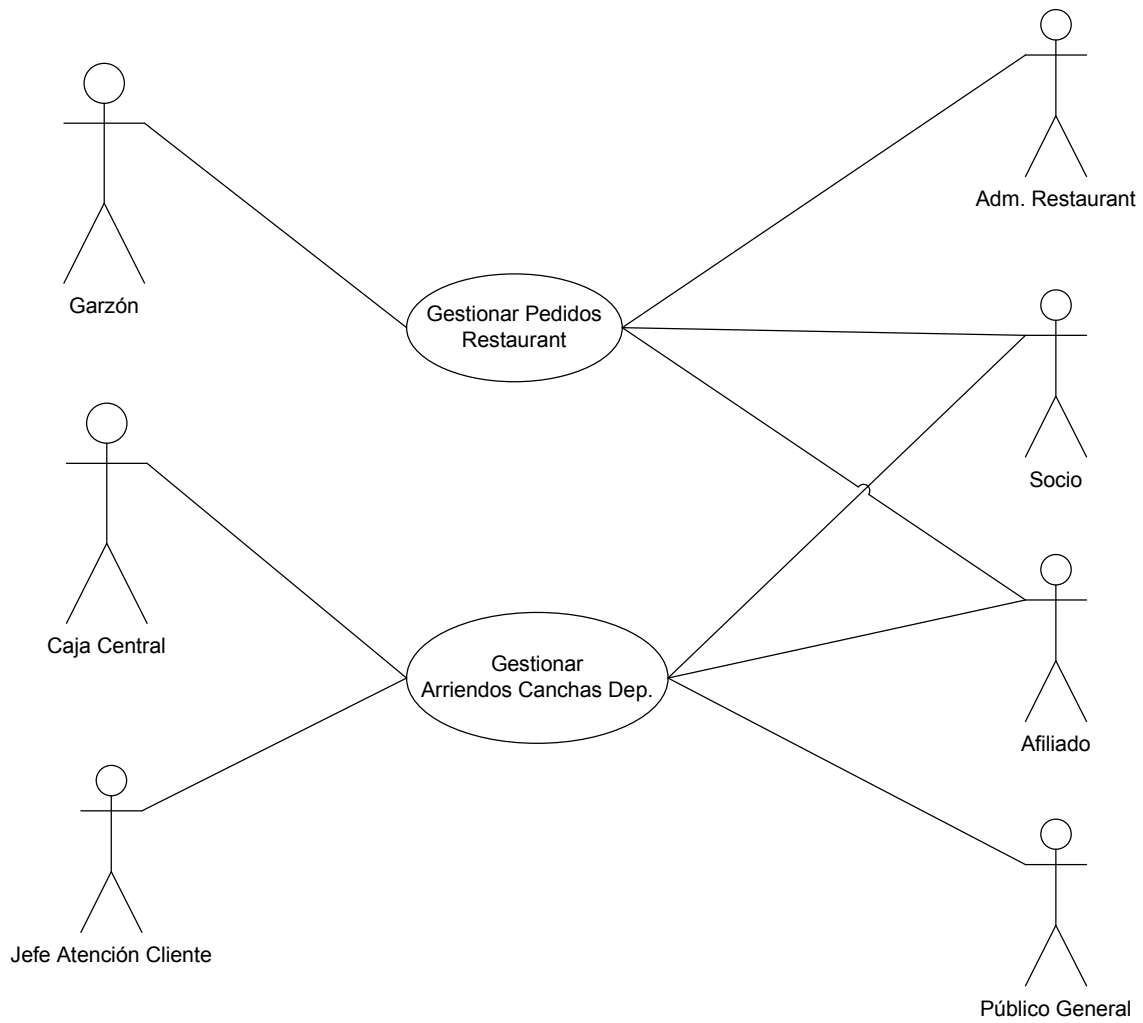 Adm. Restaurant
Garzón
Gestionar Pedidos
Restaurant
Socio
Caja Central
Gestionar
Arriendos Canchas Dep.
Afiliado
Jefe Atención Cliente
Público General